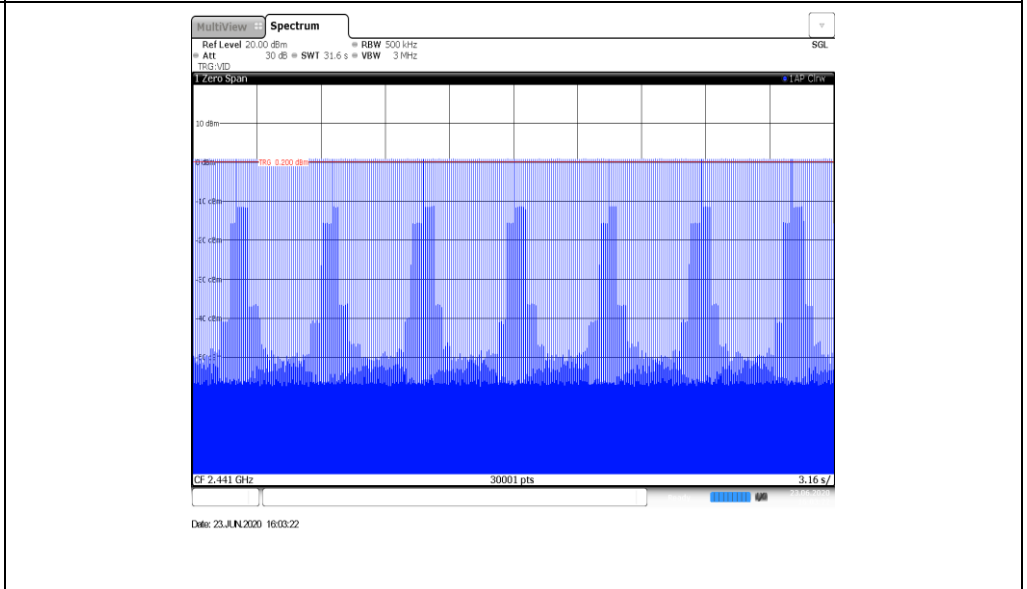 MultiView Spectrum
Ref Level 20.00 dBm RBW 500 kHz SGL
Att 30 dB SWT 31.6 s VBW 3 MHz
TRG:VID
1 Zero Span 1AP Clrw
10 dBm
0 dBm TRG 0.200 dBm
-10 dBm
-20 dBm
-30 dBm
-40 dBm
CF 2.441 GHz 30001 pts 3.16 s/
23.06.2020
Date: 23.JUN.2020 16:03:22